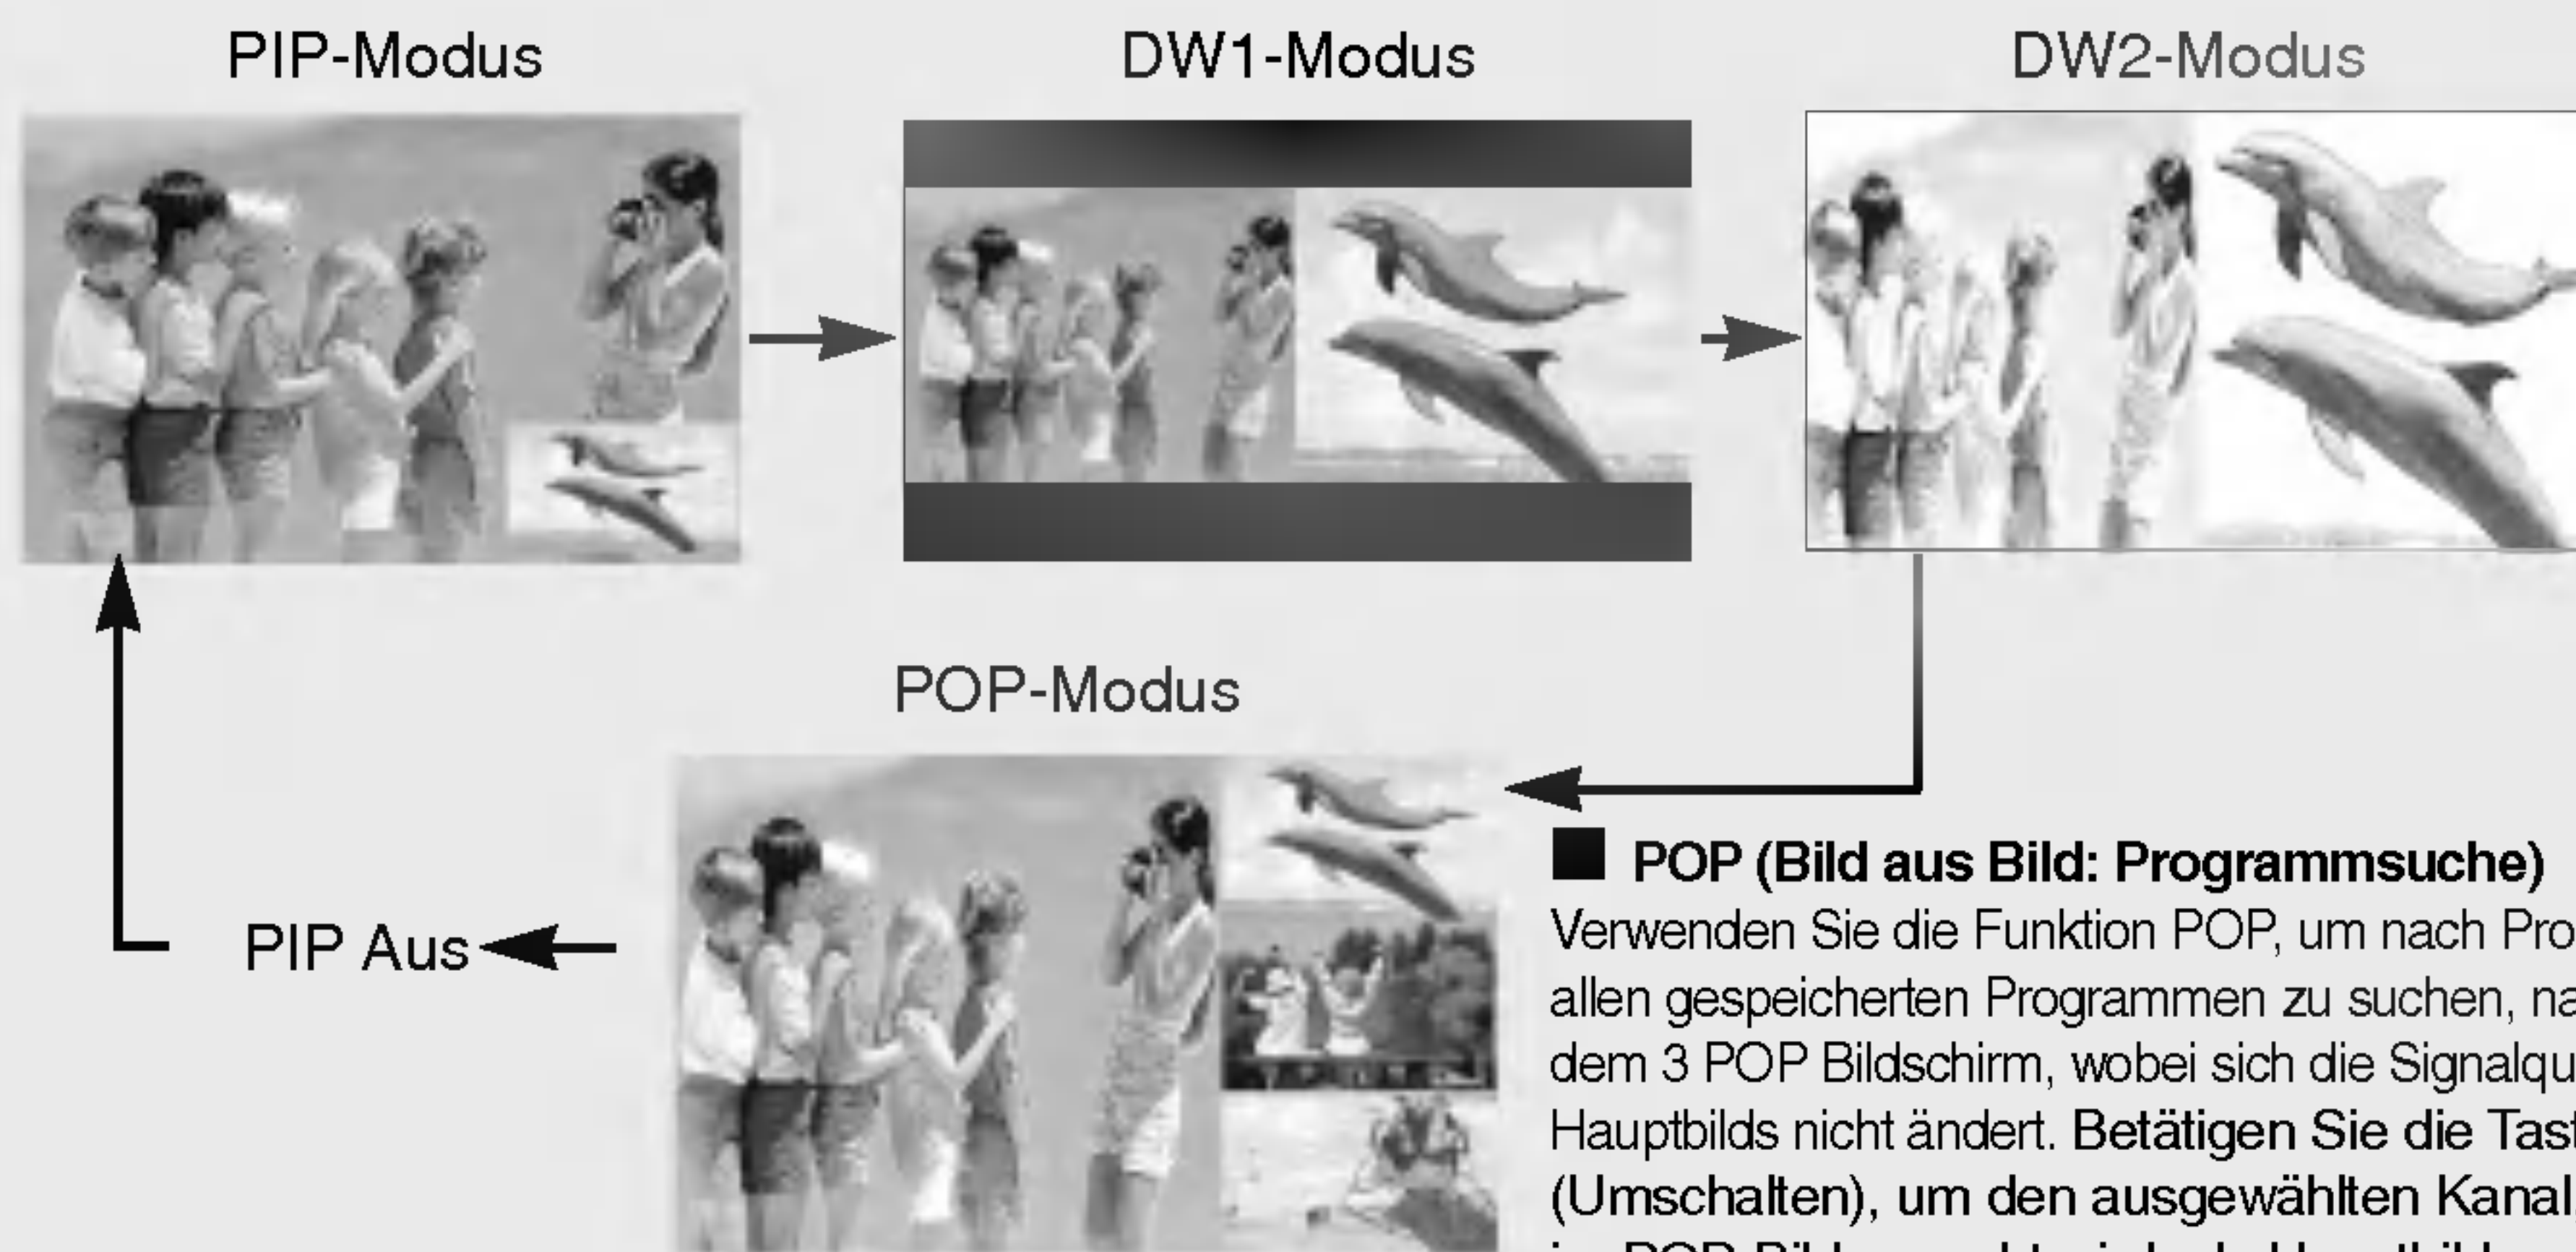 PIP-Modus
DW1-Modus
DW2-Modus
POP-Modus
PIP Aus
POP (Bild aus Bild: Programmsuche)
Verwenden Sie die Funktion POP, um nach Pro
allen gespeicherten Programmen zu suchen, na
dem 3 POP Bildschirm, wobei sich die Signalqu
Hauptbilds nicht ändert. Betätigen Sie die Tast
(Umschalten), um den ausgewählten Kanal